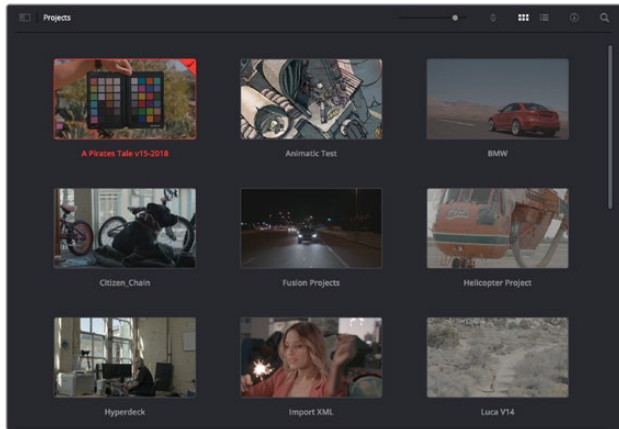 Projects
A Pirates Tale v15-2018
Animatic Test
BMW
Citizen_Chain
Fusion Projects
Helicopter Project
Hyperdeck
Import XML
Luca V14